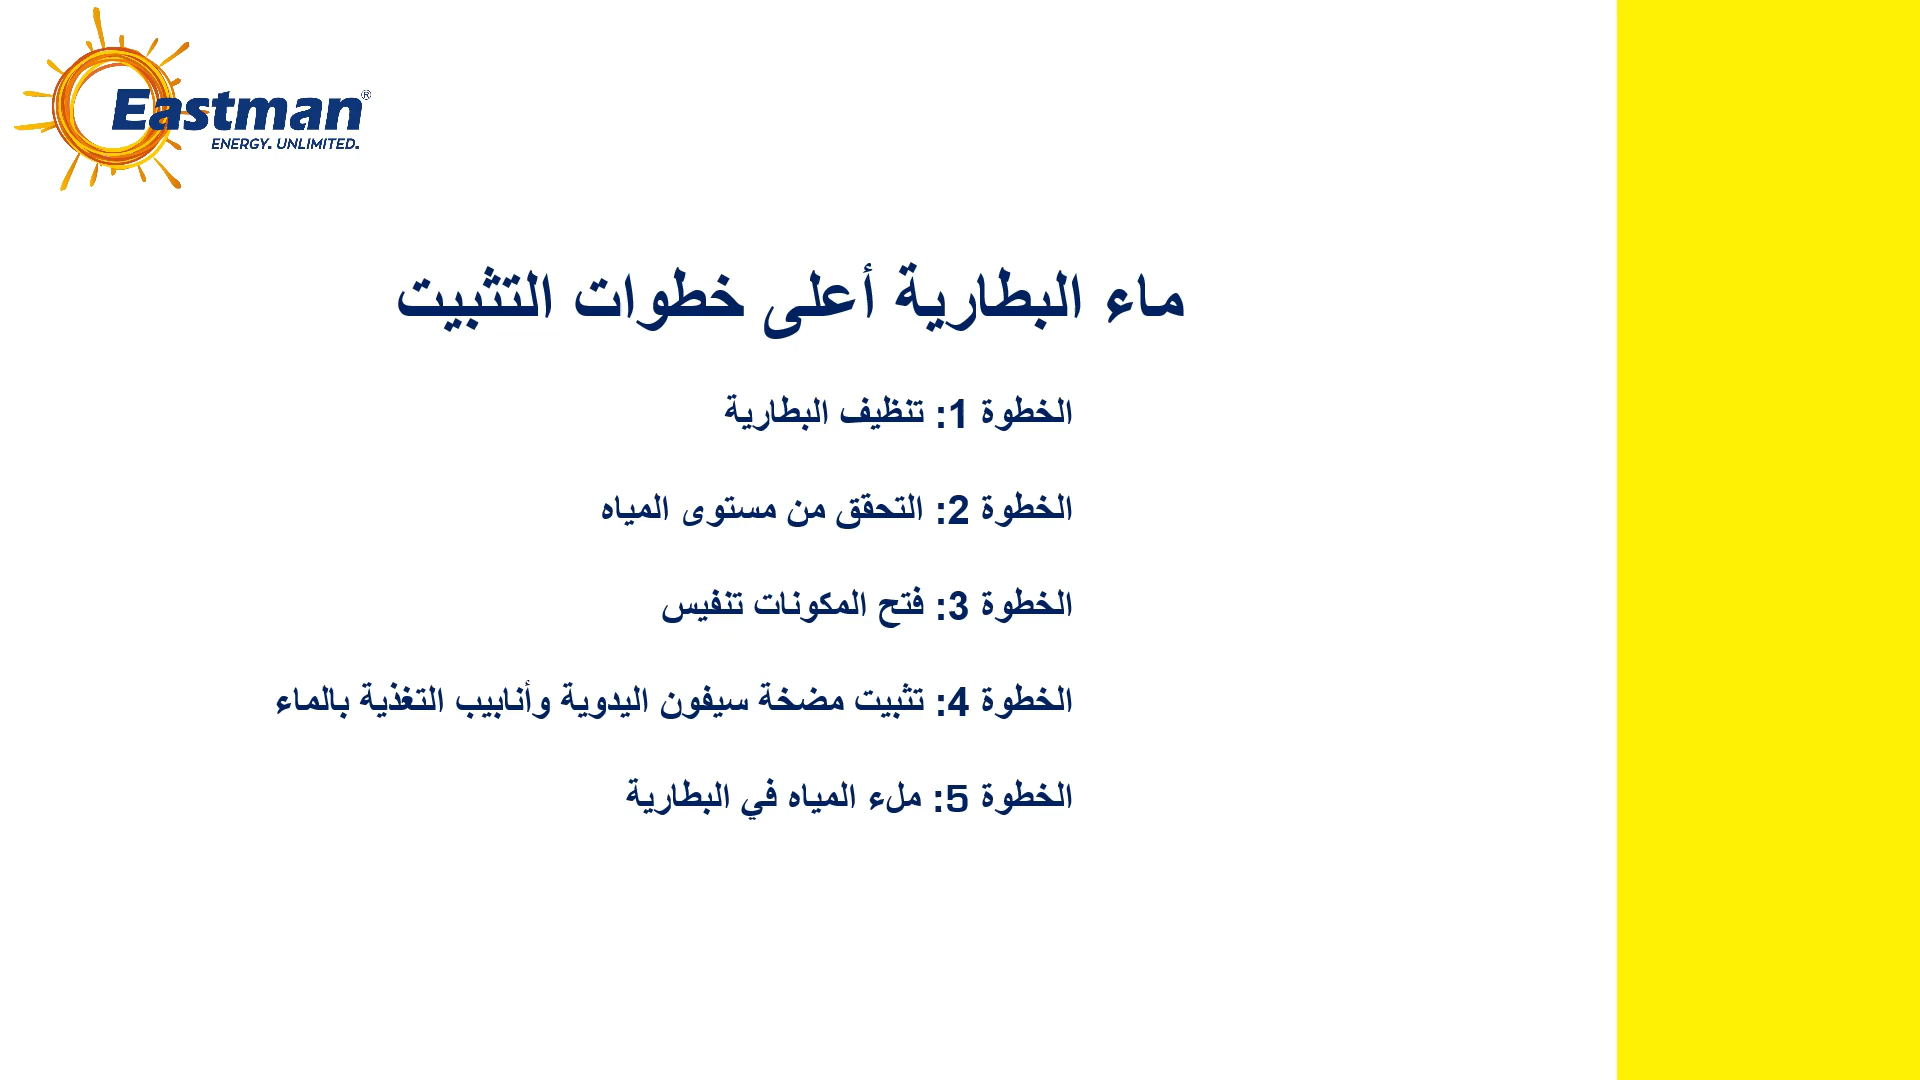 Eastman®
ENERGY. UNLIMITED.
ماء البطارية أعلى خطوات التثبيت
الخطوة 1: تنظيف البطارية
الخطوة 2: التحقق من مستوى المياه
الخطوة 3: فتح المكونات تنفيس
الخطوة 4: تثبيت مضخة سيفون اليدوية وأنابيب التغذية بالماء
الخطوة 5: ملء المياه في البطارية